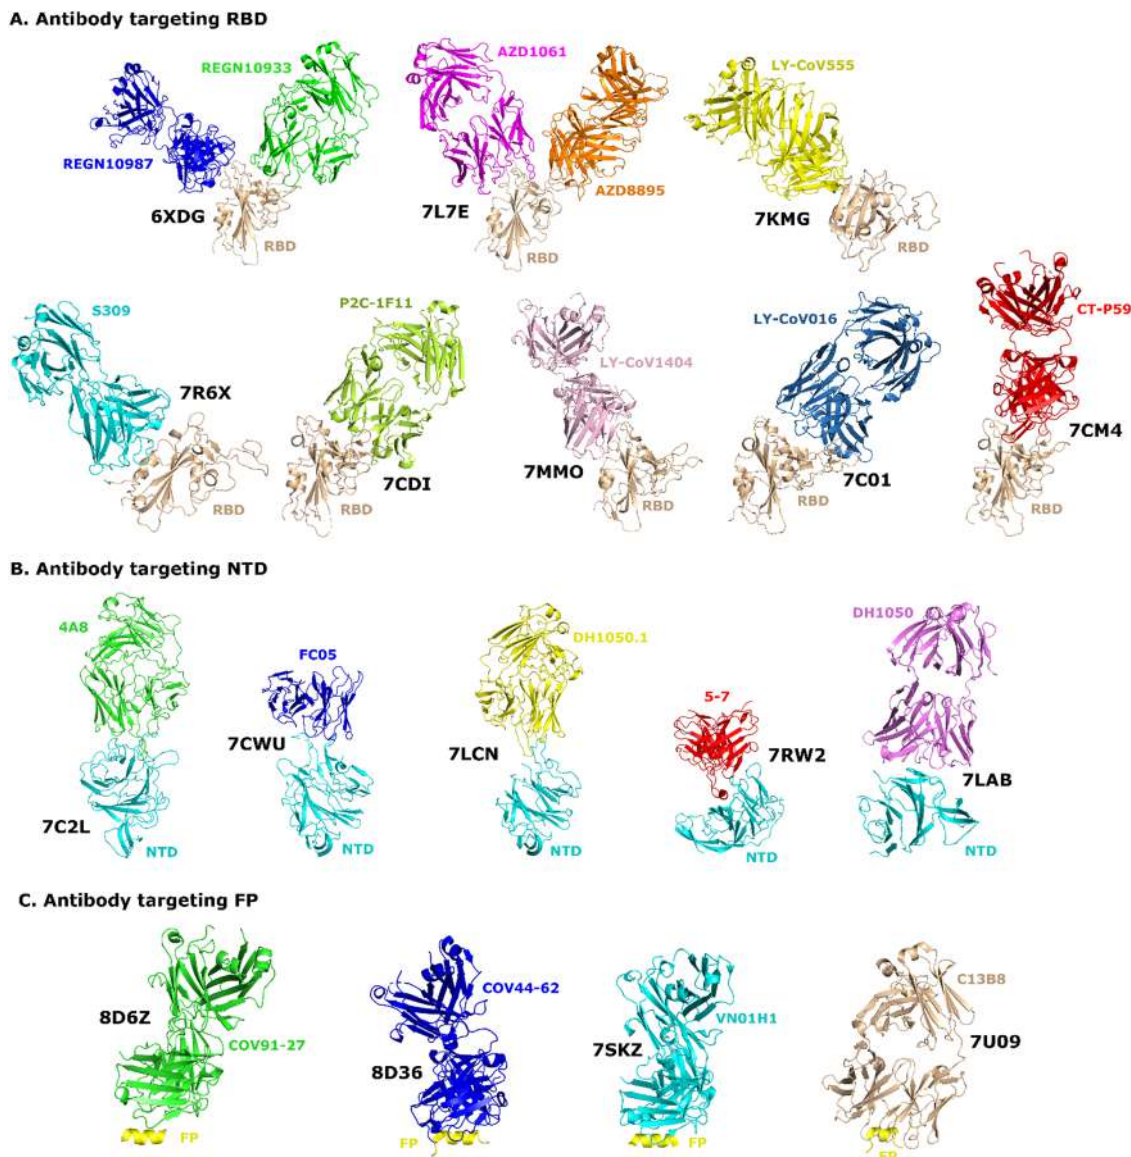 A. Antibody targeting RBD
REGN10933
REGN10987
6XDG
RBD
AZD1061
AZD8895
7L7E
RBD
LY-CoV555
7KMG
RBD
S309
7R6X
RBD
P2C-1F11
7CDI
RBD
LY-CoV1404
7MMO
RBD
LY-CoV016
7C01
RBD
CT-P59
7CM4
RBD
B. Antibody targeting NTD
4A8
7C2L
NTD
FC05
7CWU
NTD
DH1050.1
7LCN
NTD
5-7
7RW2
NTD
DH1050
7LAB
NTD
C. Antibody targeting FP
8D6Z
COV91-27
FP
COV44-62
8D36
FP
7SKZ
VN01H1
FP
C13B8
7U09
FP